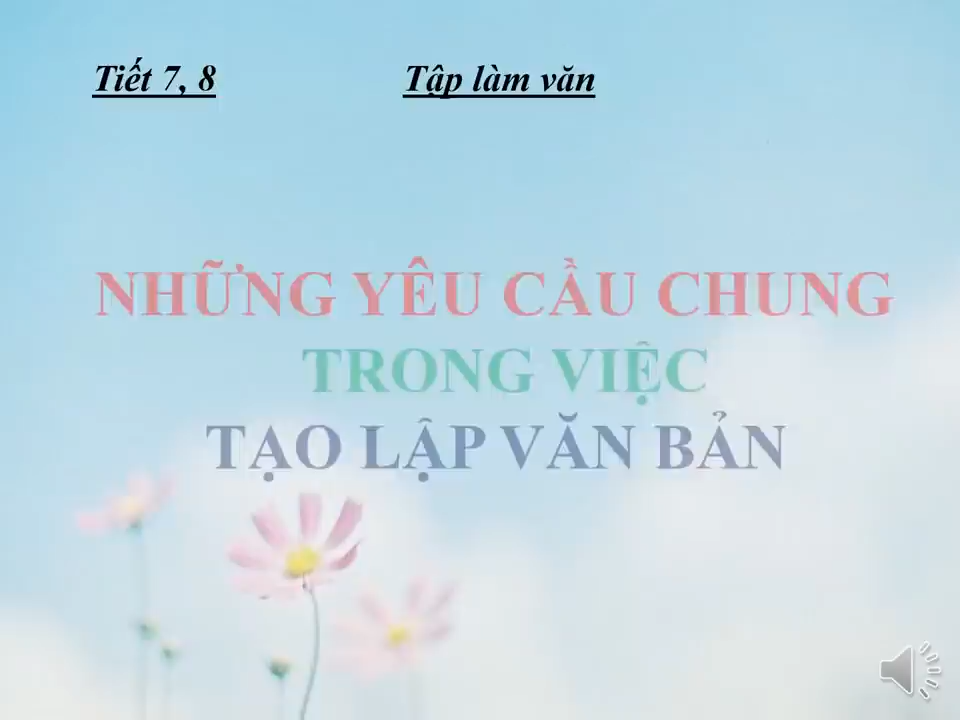 Tiết 7, 8 Tập làm văn
NHỮNG YÊU CẦU CHUNG
TRONG VIỆC
TẠO LẬP VĂN BẢN